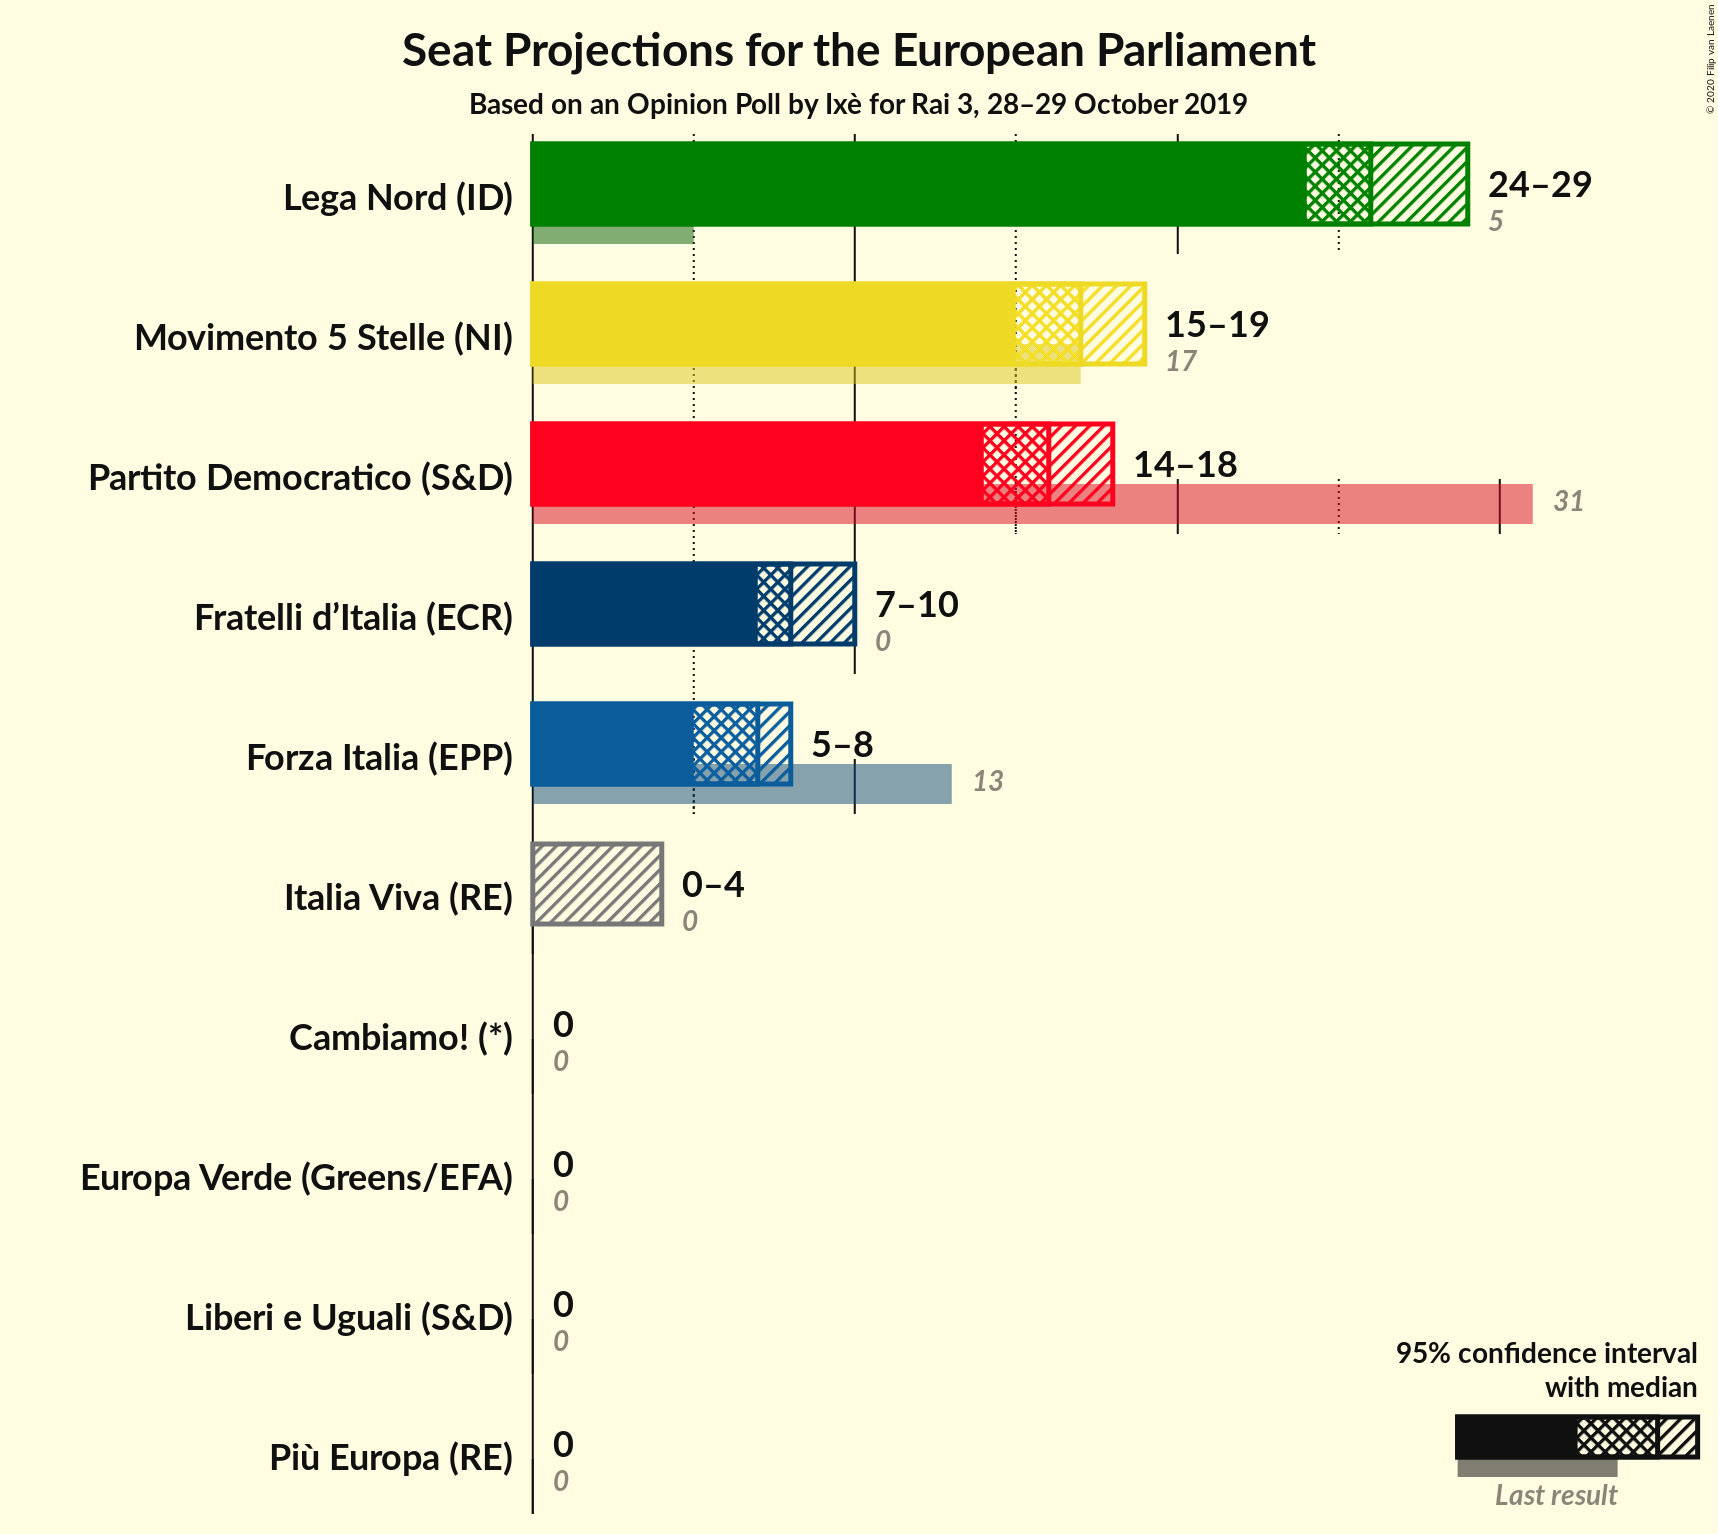 Seat Projections for the European Parliament
Based on an Opinion Poll by Ixè for Rai 3, 28–29 October 2019
© 2020 Filip van Laenen
Lega Nord (ID)
24–29
5
Movimento 5 Stelle (NI)
15–19
17
Partito Democratico (S&D)
14–18
31
Fratelli d’Italia (ECR)
7–10
0
Forza Italia (EPP)
5–8
13
Italia Viva (RE)
0–4
0
Cambiamo! (*)
0
0
Europa Verde (Greens/EFA)
0
0
Liberi e Uguali (S&D)
0
0
Più Europa (RE)
0
0
95% confidence interval
with median
Last result